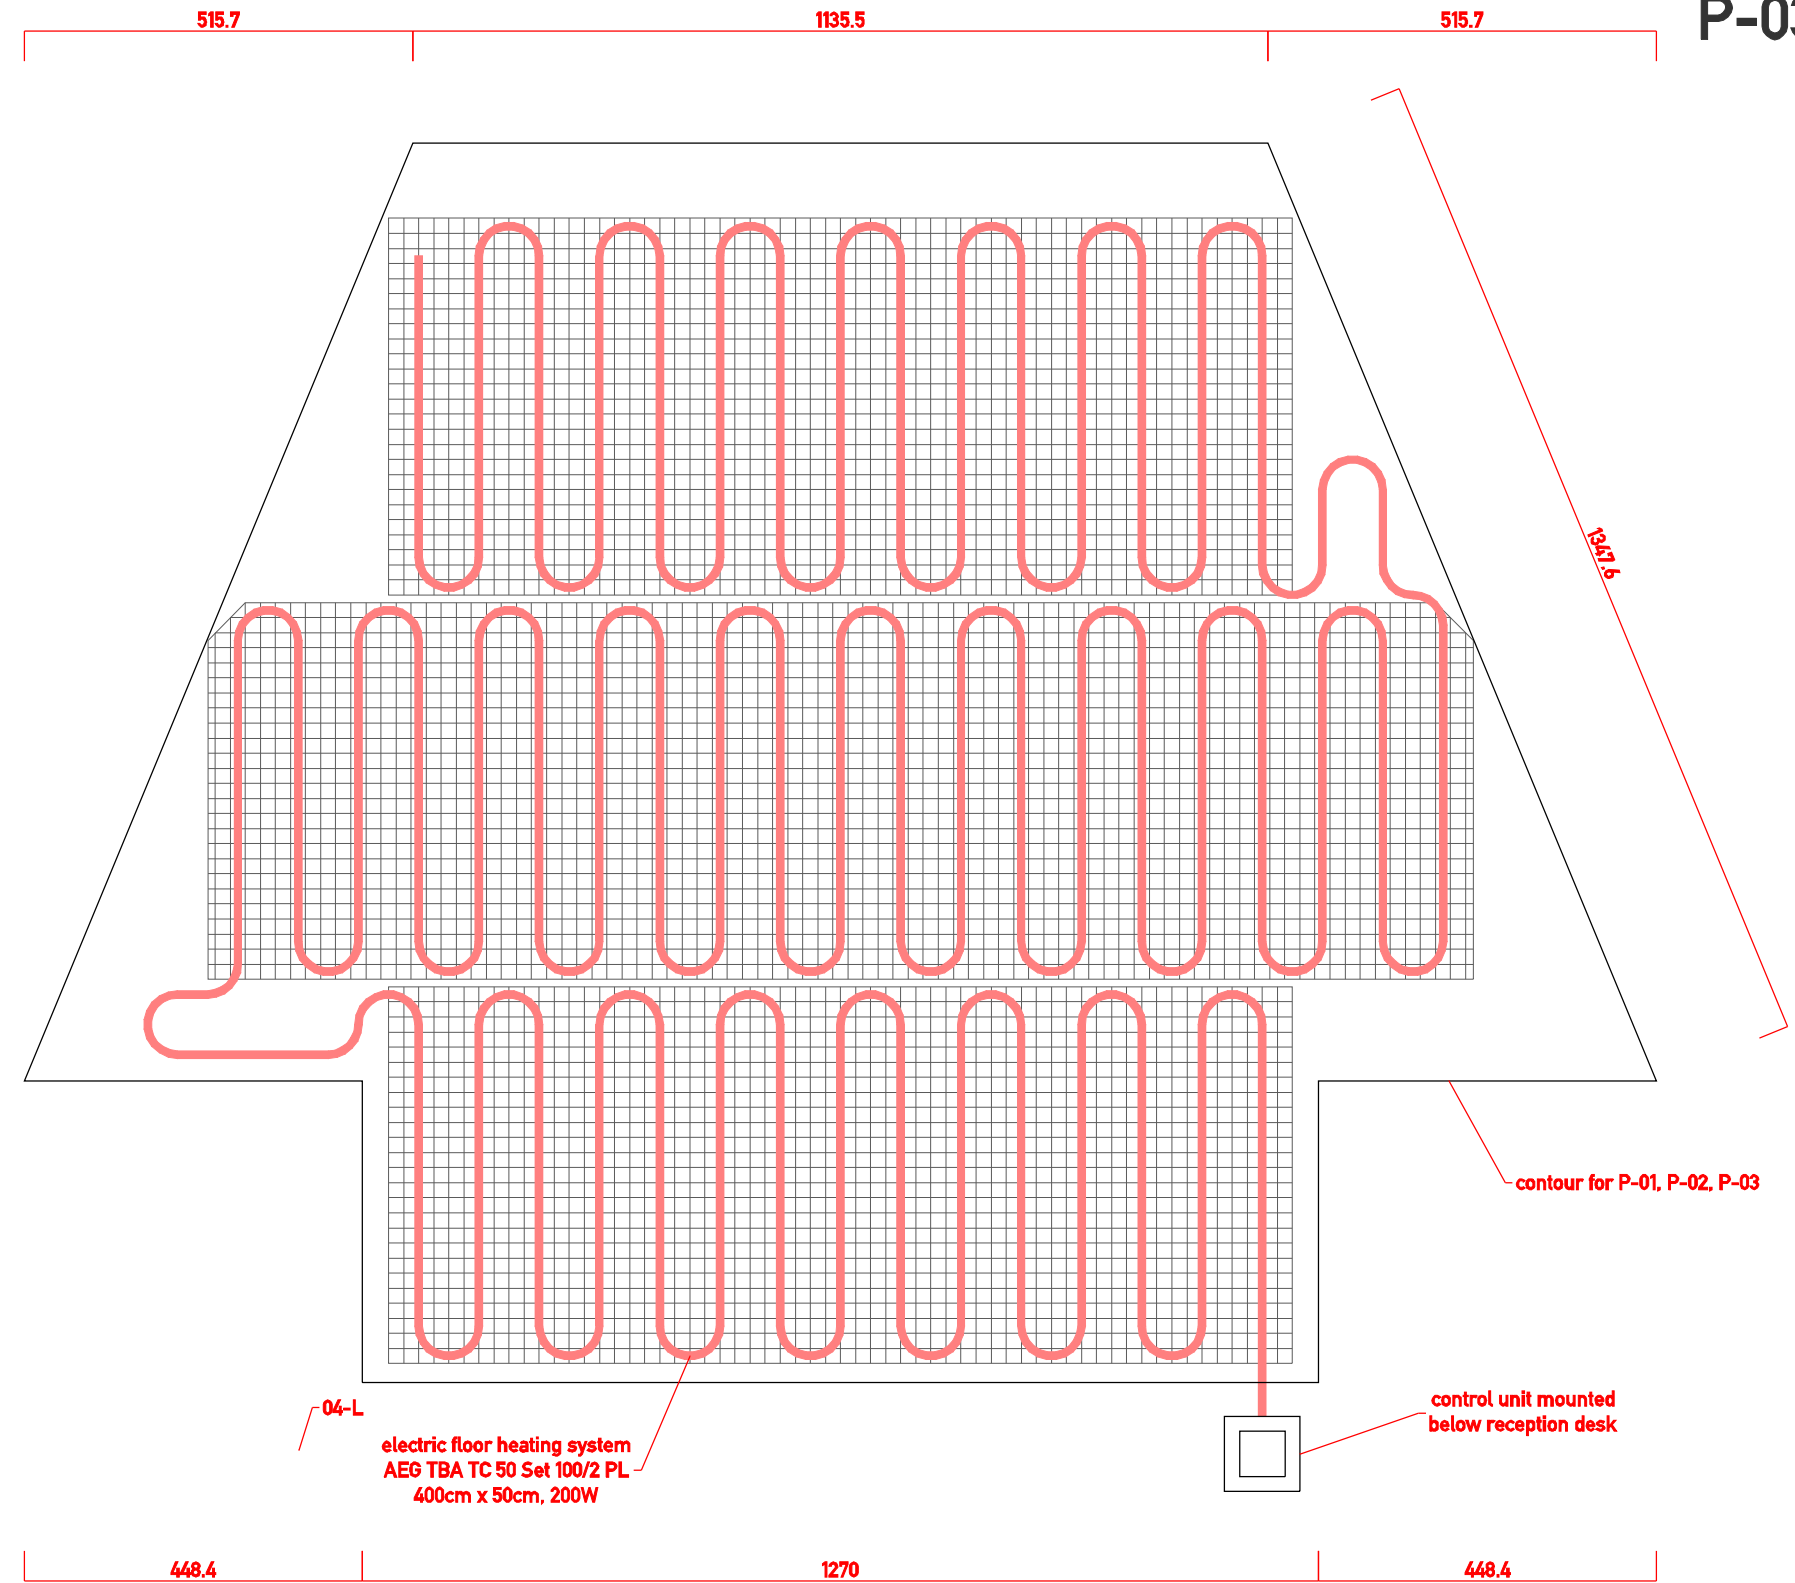 515.7
1135.5
515.7
P-03
1347.6
contour for P-01, P-02, P-03
04-L
electric floor heating system
AEG TBA TC 50 Set 100/2 PL
400cm x 50cm, 200W
control unit mounted
below reception desk
448.4
1270
448.4